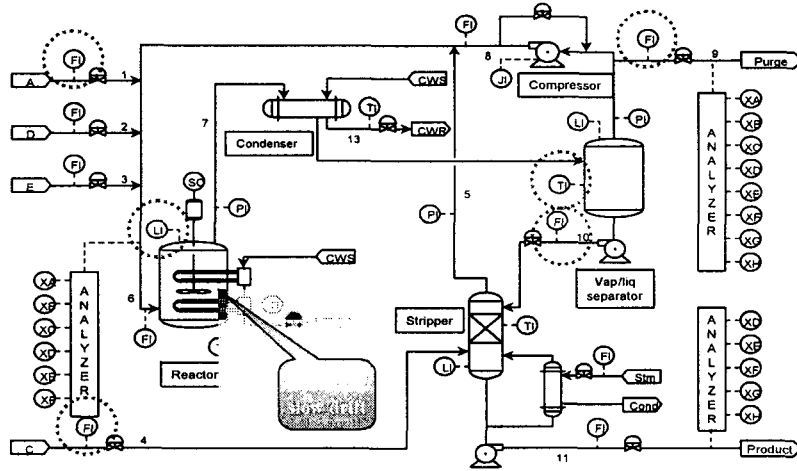 FI
8
JI
Compressor
FI
9
Purge
A
FI
1
D
FI
2
E
FI
3
7
CWS
TI
CWR
13
Condenser
LI
PI
TI
FI
10
Vap/liq
separator
ANALYZER
XA
XB
XC
XD
XE
XF
XG
XH
SC
PI
LI
CWS
6
FI
Reactor
slow drift
ANALYZER
XA
XB
XC
XD
XE
XF
FI
C
4
5
PI
Stripper
TI
LI
FI
Stm
Cond
ANALYZER
XD
XE
XF
XG
XH
FI
11
Product